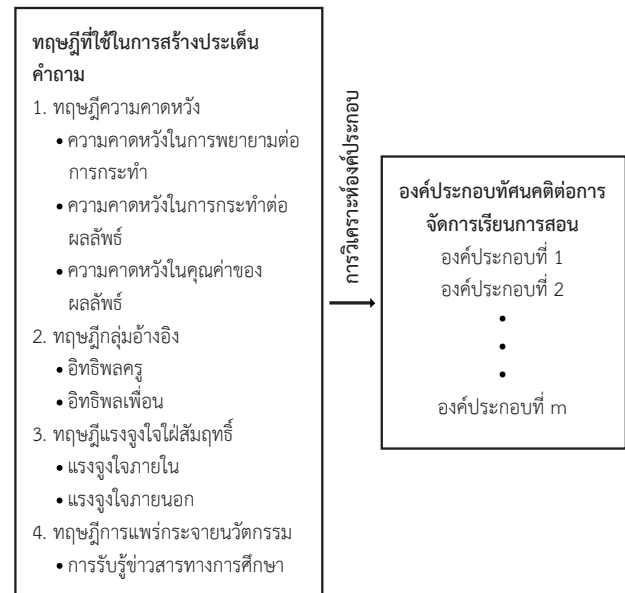 ทฤษฎีที่ใช้ในการสร้างประเด็น
คำถาม
1. ทฤษฎีความคาดหวัง
• ความคาดหวังในการพยายามต่อ
การกระทำ
• ความคาดหวังในการกระทำต่อ
ผลลัพธ์
• ความคาดหวังในคุณค่าของ
ผลลัพธ์
2. ทฤษฎีกลุ่มอ้างอิง
• อิทธิพลครู
• อิทธิพลเพื่อน
3. ทฤษฎีแรงจูงใจใฝ่สัมฤทธิ์
• แรงจูงใจภายใน
• แรงจูงใจภายนอก
4. ทฤษฎีการแพร่กระจายนวัตกรรม
• การรับรู้ข่าวสารทางการศึกษา
การวิเคราะห์องค์ประกอบ
องค์ประกอบทัศนคติต่อการ
จัดการเรียนการสอน
องค์ประกอบที่ 1
องค์ประกอบที่ 2
•
•
•
องค์ประกอบที่ m